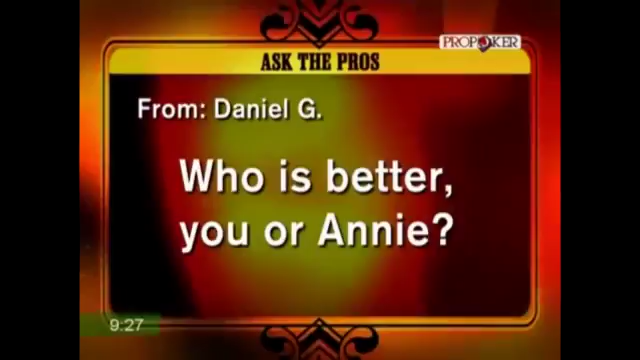 PROPOKER
ASK THE PROS
From: Daniel G.
Who is better,
you or Annie?
9:27